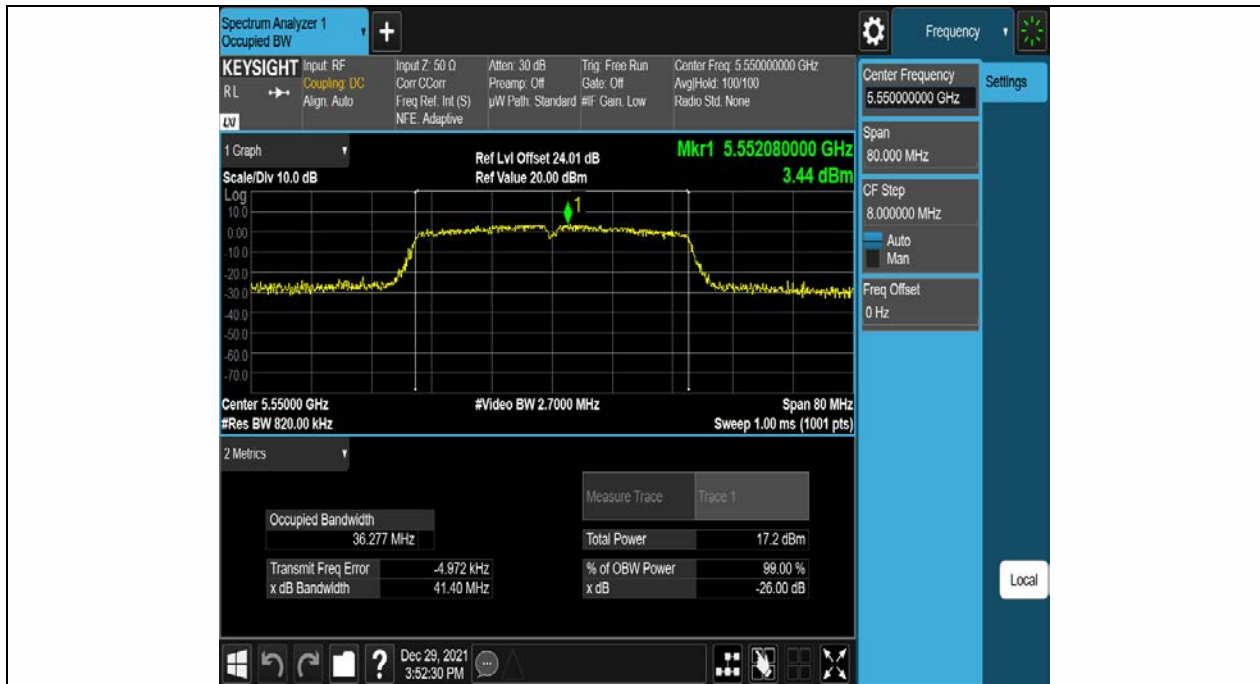 Spectrum Analyzer 1
Occupied BW
+
Frequency
KEYSIGHT
RL
LXI
Input: RF
Coupling: DC
Align: Auto
Input Z: 50 Ω
Corr CCorr
Freq Ref: Int (S)
NFE: Adaptive
Atten: 30 dB
Preamp: Off
µW Path: Standard
Trig: Free Run
Gate: Off
#IF Gain: Low
Center Freq: 5.550000000 GHz
Avg|Hold: 100/100
Radio Std: None
Center Frequency
5.550000000 GHz
Settings
Span
80.000 MHz
CF Step
8.000000 MHz
Auto
Man
Freq Offset
0 Hz
Local
1 Graph
Scale/Div 10.0 dB
Ref Lvl Offset 24.01 dB
Ref Value 20.00 dBm
Mkr1 5.552080000 GHz
3.44 dBm
Log
10.0
0.00
-10.0
-20.0
-30.0
-40.0
-50.0
-60.0
-70.0
1
Center 5.55000 GHz
#Res BW 820.00 kHz
#Video BW 2.7000 MHz
Span 80 MHz
Sweep 1.00 ms (1001 pts)
2 Metrics
Measure Trace Trace 1
Occupied Bandwidth
36.277 MHz
Total Power 17.2 dBm
Transmit Freq Error -4.972 kHz
% of OBW Power 99.00 %
x dB Bandwidth 41.40 MHz
x dB -26.00 dB
?
Dec 29, 2021
3:52:30 PM